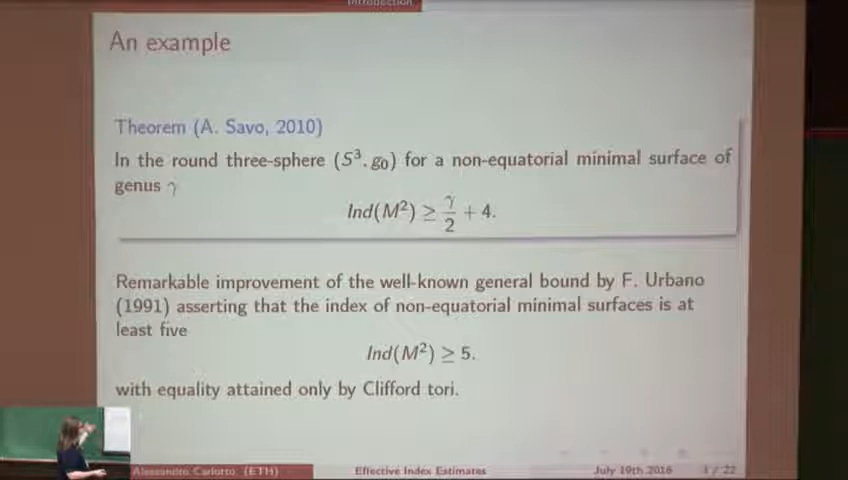 Introduction
An example
Theorem (A. Savo, 2010)
In the round three-sphere (S³, g₀) for a non-equatorial minimal surface of
genus γ
Ind(M²) ≥ γ/2 + 4.
Remarkable improvement of the well-known general bound by F. Urbano
(1991) asserting that the index of non-equatorial minimal surfaces is at
least five
Ind(M²) ≥ 5.
with equality attained only by Clifford tori.
Alessandro Carlotto (ETH) Effective Index Estimates July 19th 2016 / 22